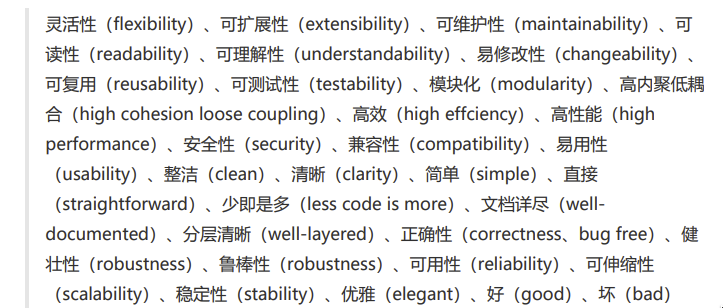 灵活性（flexibility）、可扩展性（extensibility）、可维护性（maintainability）、可
读性（readability）、可理解性（understandability）、易修改性（changeability）、
可复用（reusability）、可测试性（testability）、模块化（modularity）、高内聚低耦
合（high cohesion loose coupling）、高效（high effciency）、高性能（high
performance）、安全性（security）、兼容性（compatibility）、易用性
（usability）、整洁（clean）、清晰（clarity）、简单（simple）、直接
（straightforward）、少即是多（less code is more）、文档详尽（well-
documented）、分层清晰（well-layered）、正确性（correctness、bug free）、健
壮性（robustness）、鲁棒性（robustness）、可用性（reliability）、可伸缩性
（scalability）、稳定性（stability）、优雅（elegant）、好（good）、坏（bad）